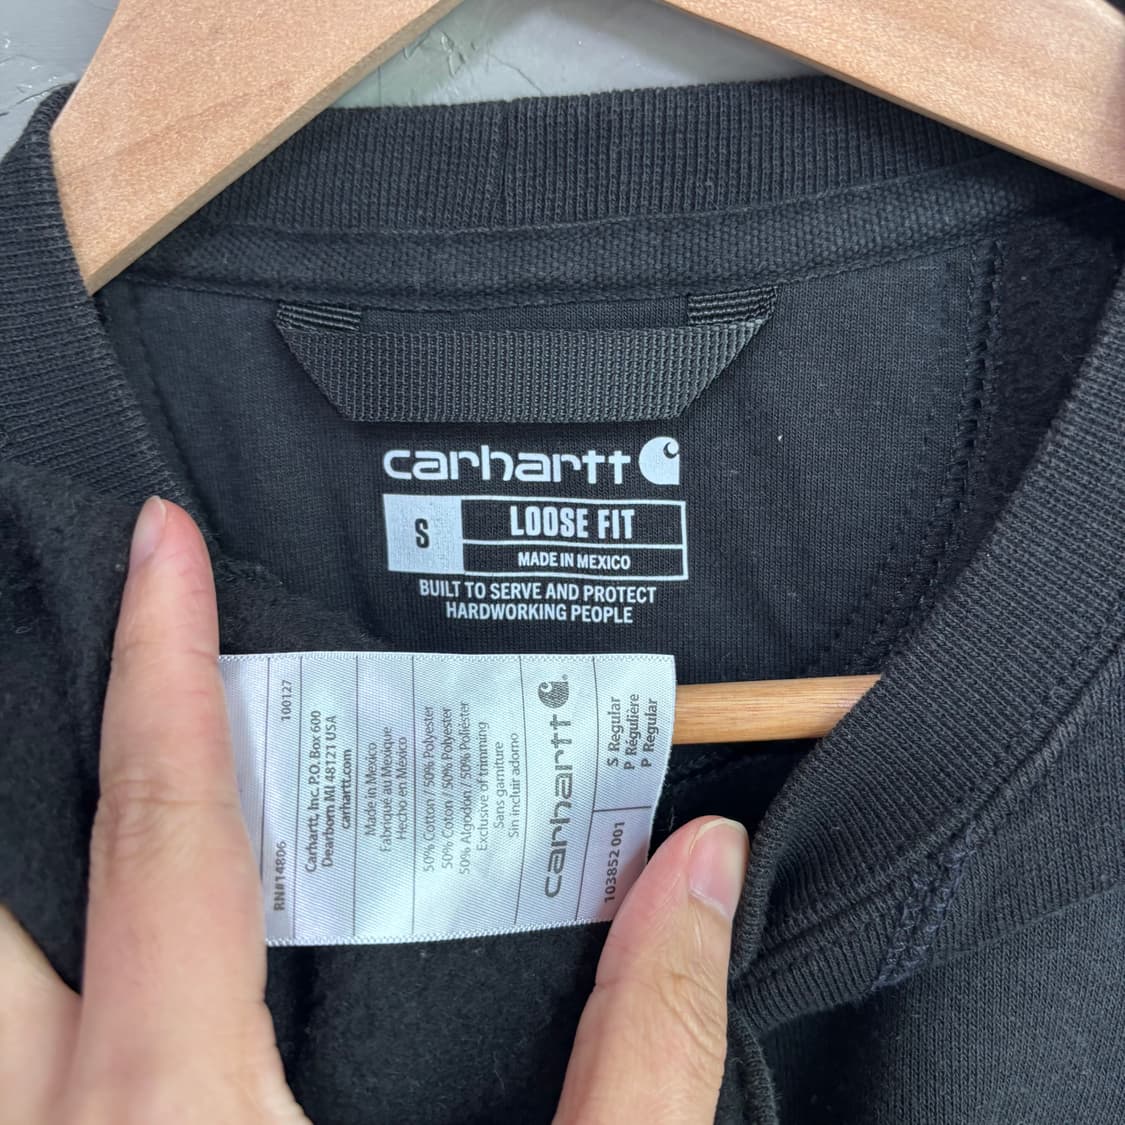 carhartt
S
LOOSE FIT
MADE IN MEXICO
BUILT TO SERVE AND PROTECT
HARDWORKING PEOPLE
S Regular
P Régulière
P Regular
103852 001
carhartt
50% Cotton / 50% Polyester
50% Coton / 50% Polyester
50% Algodon / 50% Poliéster
Exclusive of trimming
Sans garniture
Sin incluir adorno
Made in Mexico
Fabriqué au Mexique
Hecho en Mexico
Carhartt, Inc. P.O. Box 600
Dearborn MI 48121 USA
carhartt.com
RN#14806
100127